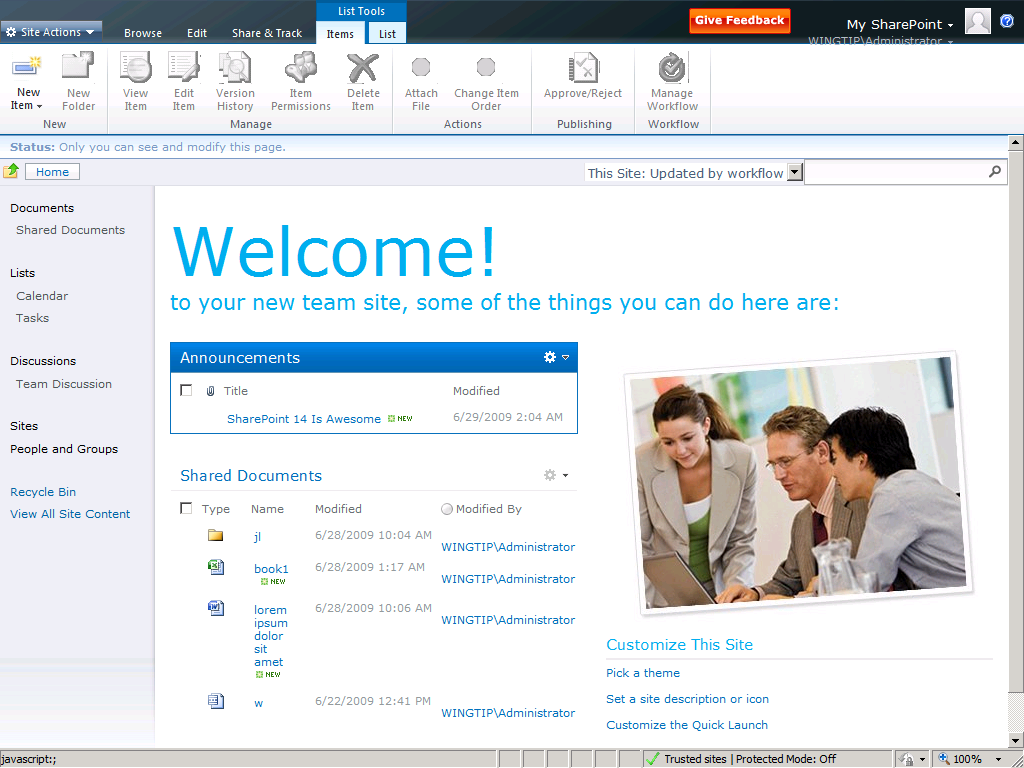 List Tools
Site Actions
Browse
Edit
Share & Track
Items
List
Give Feedback
My SharePoint
WINGTIP\Administrator
New Item
New Folder
New
View Item
Edit Item
Version History
Item Permissions
Delete Item
Manage
Attach File
Change Item Order
Actions
Approve/Reject
Publishing
Manage Workflow
Workflow
Status: Only you can see and modify this page.
Home
This Site: Updated by workflow
Documents
Shared Documents
Lists
Calendar
Tasks
Discussions
Team Discussion
Sites
People and Groups
Recycle Bin
View All Site Content
Welcome!
to your new team site, some of the things you can do here are:
Announcements
Title Modified
SharePoint 14 Is Awesome NEW 6/29/2009 2:04 AM
Shared Documents
Type Name Modified Modified By
jl 6/28/2009 10:04 AM WINGTIP\Administrator
book1 6/28/2009 1:17 AM WINGTIP\Administrator
NEW
lorem 6/28/2009 10:06 AM WINGTIP\Administrator
ipsum
dolor
sit
amet
NEW
w 6/22/2009 12:41 PM WINGTIP\Administrator
Customize This Site
Pick a theme
Set a site description or icon
Customize the Quick Launch
javascript:;
Trusted sites | Protected Mode: Off
100%